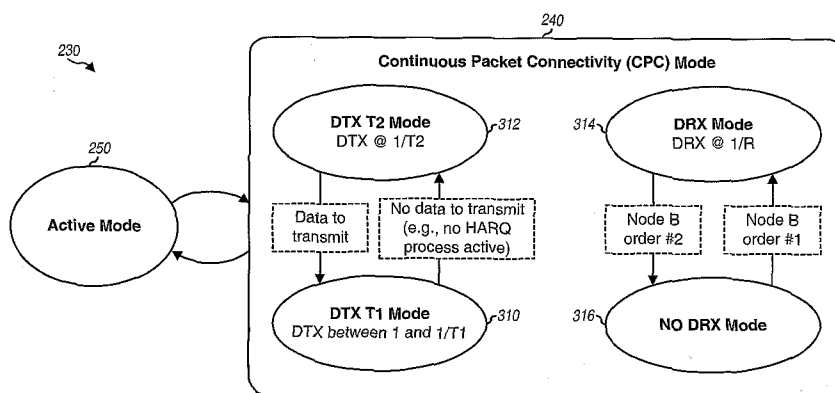 240
230
Continuous Packet Connectivity (CPC) Mode
DTX T2 Mode
DTX @ 1/T2
312
314
DRX Mode
DRX @ 1/R
250
Active Mode
Data to
transmit
No data to transmit
(e.g., no HARQ
process active)
Node B
order #2
Node B
order #1
DTX T1 Mode
DTX between 1 and 1/T1
310
316
NO DRX Mode